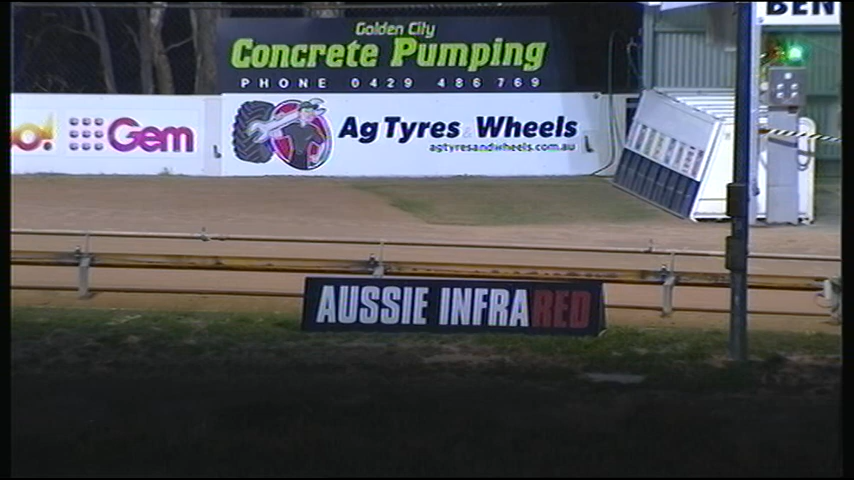 Golden City
Concrete Pumping
PHONE 0429 486 769
BEN
o! Gem
Ag Tyres & Wheels
agtyresandwheels.com.au
AUSSIE INFRARED